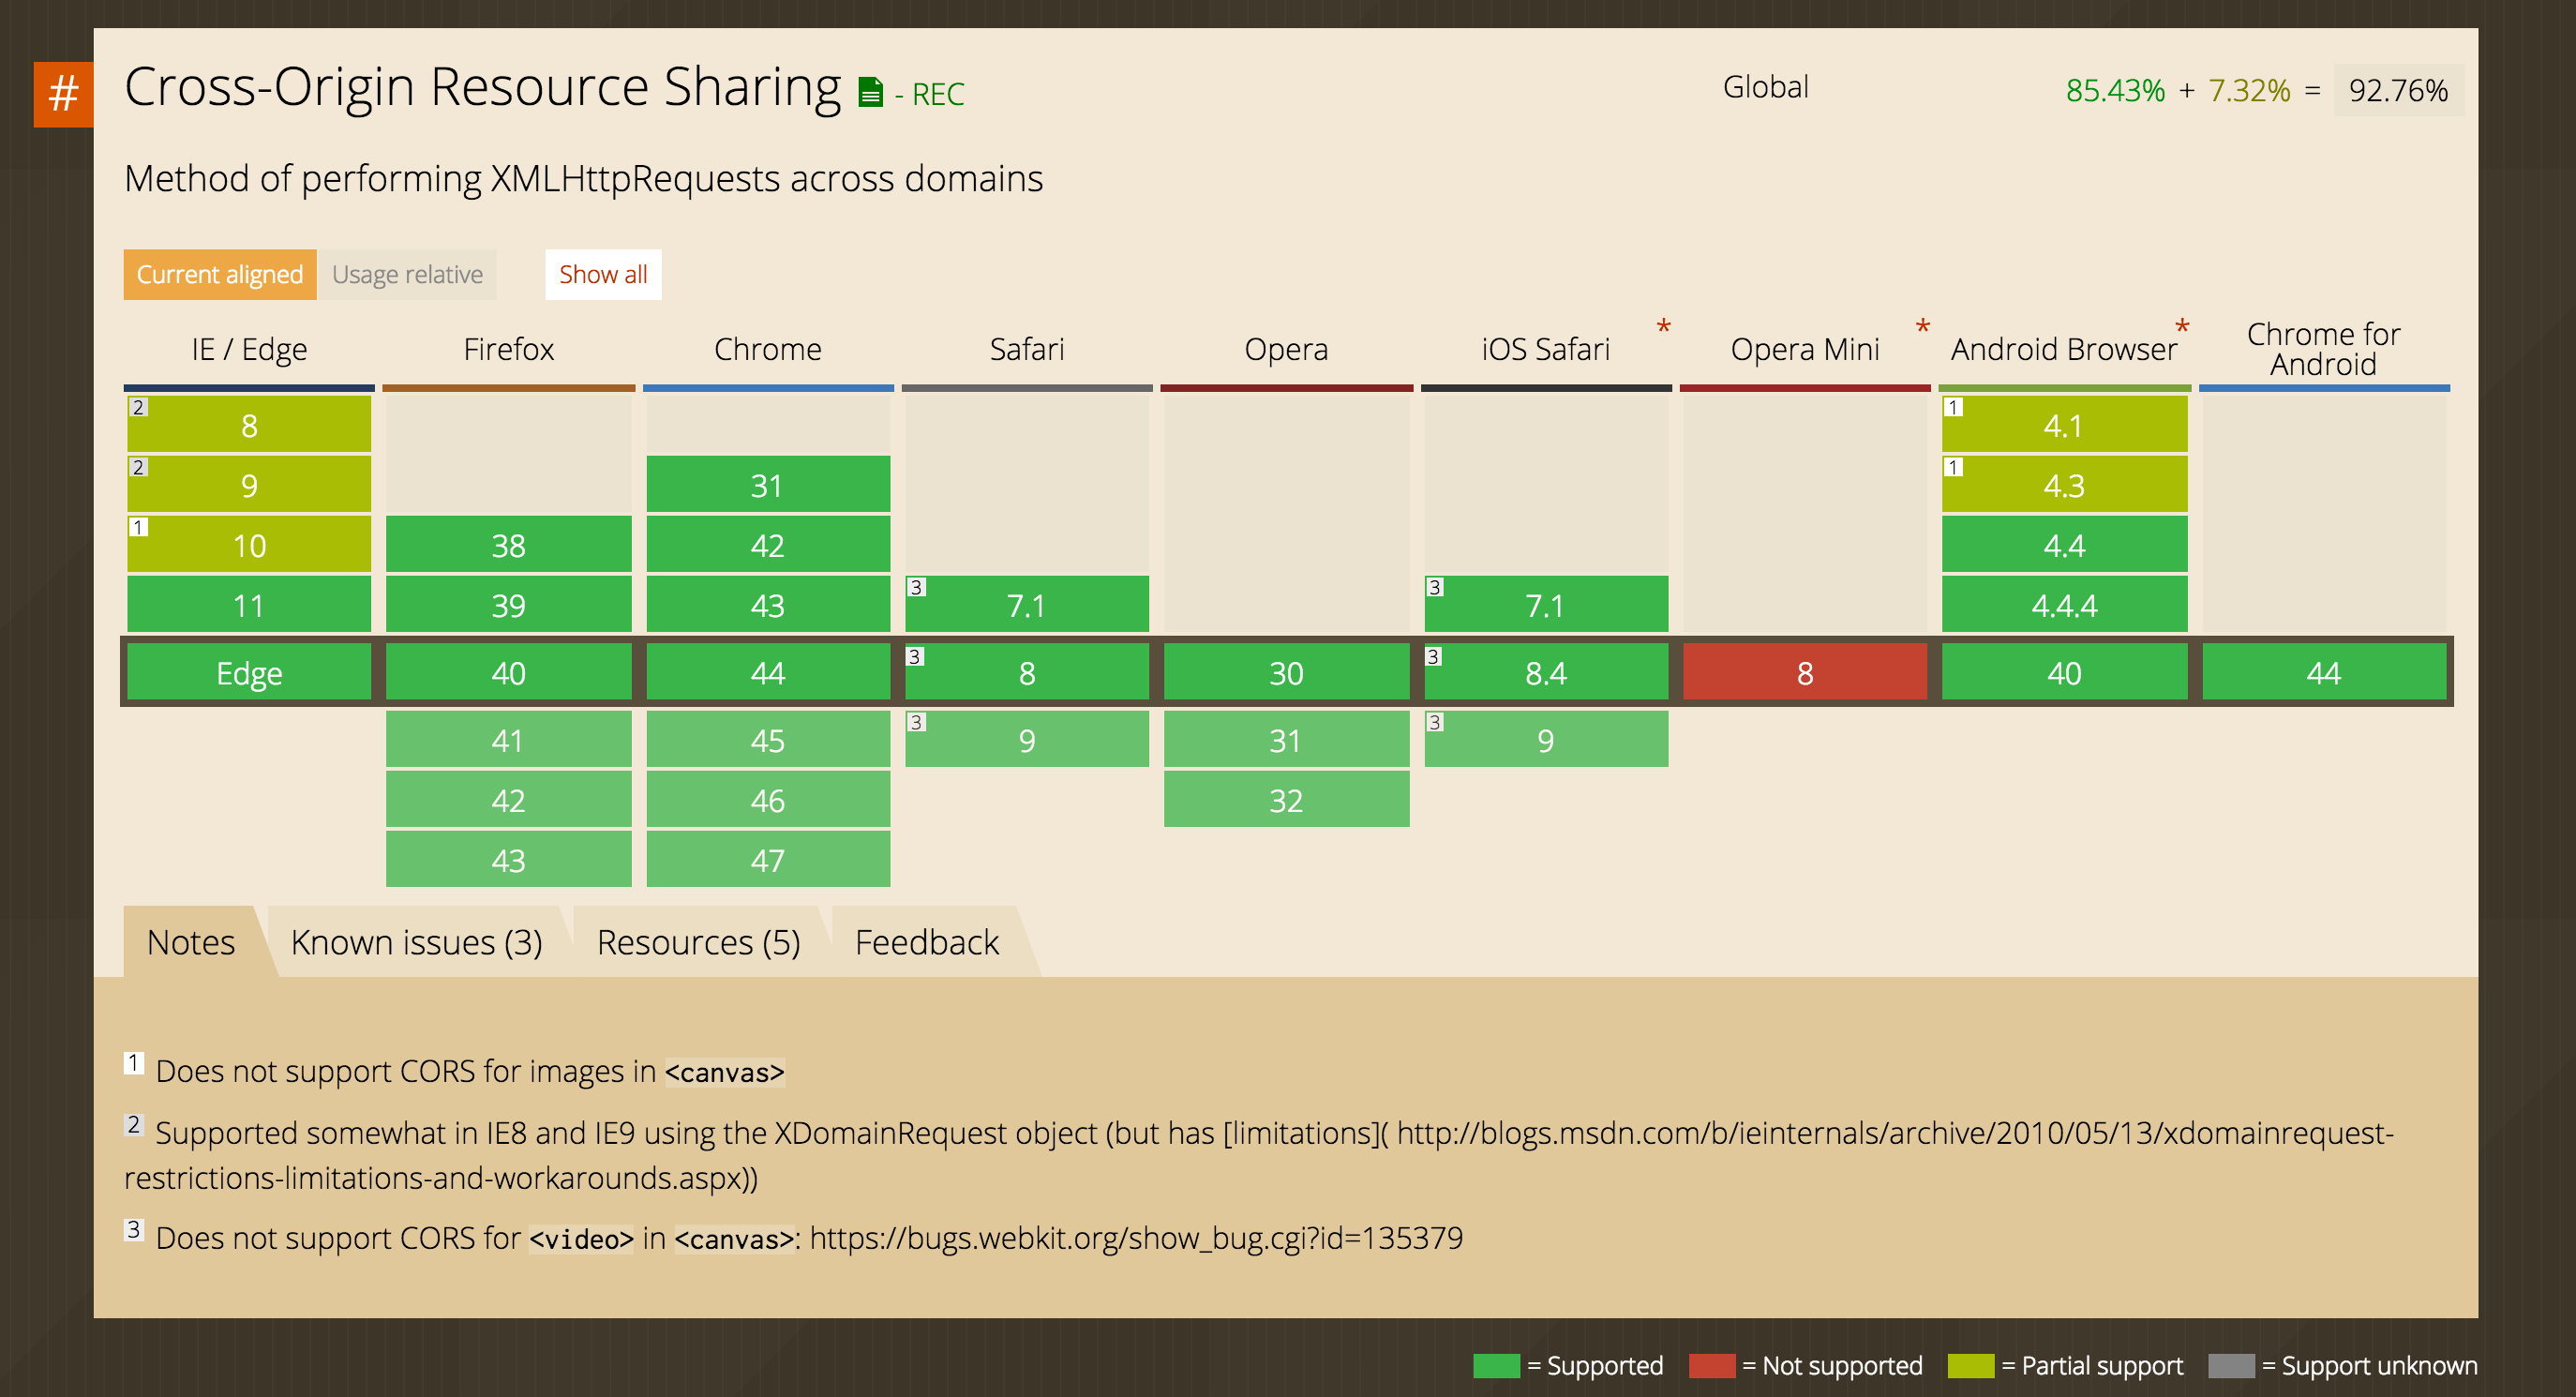 #
Cross-Origin Resource Sharing - REC
Global 85.43% + 7.32% = 92.76%
Method of performing XMLHttpRequests across domains
Current aligned Usage relative Show all
IE / Edge Firefox Chrome Safari Opera iOS Safari * Opera Mini * Android Browser * Chrome for
Android
2 8 1 4.1
2 9 31 1 4.3
1 10 38 42 4.4
11 39 43 3 7.1 3 7.1 4.4.4
Edge 40 44 3 8 30 3 8.4 8 40 44
41 45 3 9 31 3 9
42 46 32
43 47
Notes Known issues (3) Resources (5) Feedback
1 Does not support CORS for images in <canvas>
2 Supported somewhat in IE8 and IE9 using the XDomainRequest object (but has [limitations]( http://blogs.msdn.com/b/ieinternals/archive/2010/05/13/xdomainrequest-
restrictions-limitations-and-workarounds.aspx))
3 Does not support CORS for <video> in <canvas>: https://bugs.webkit.org/show_bug.cgi?id=135379
= Supported = Not supported = Partial support = Support unknown